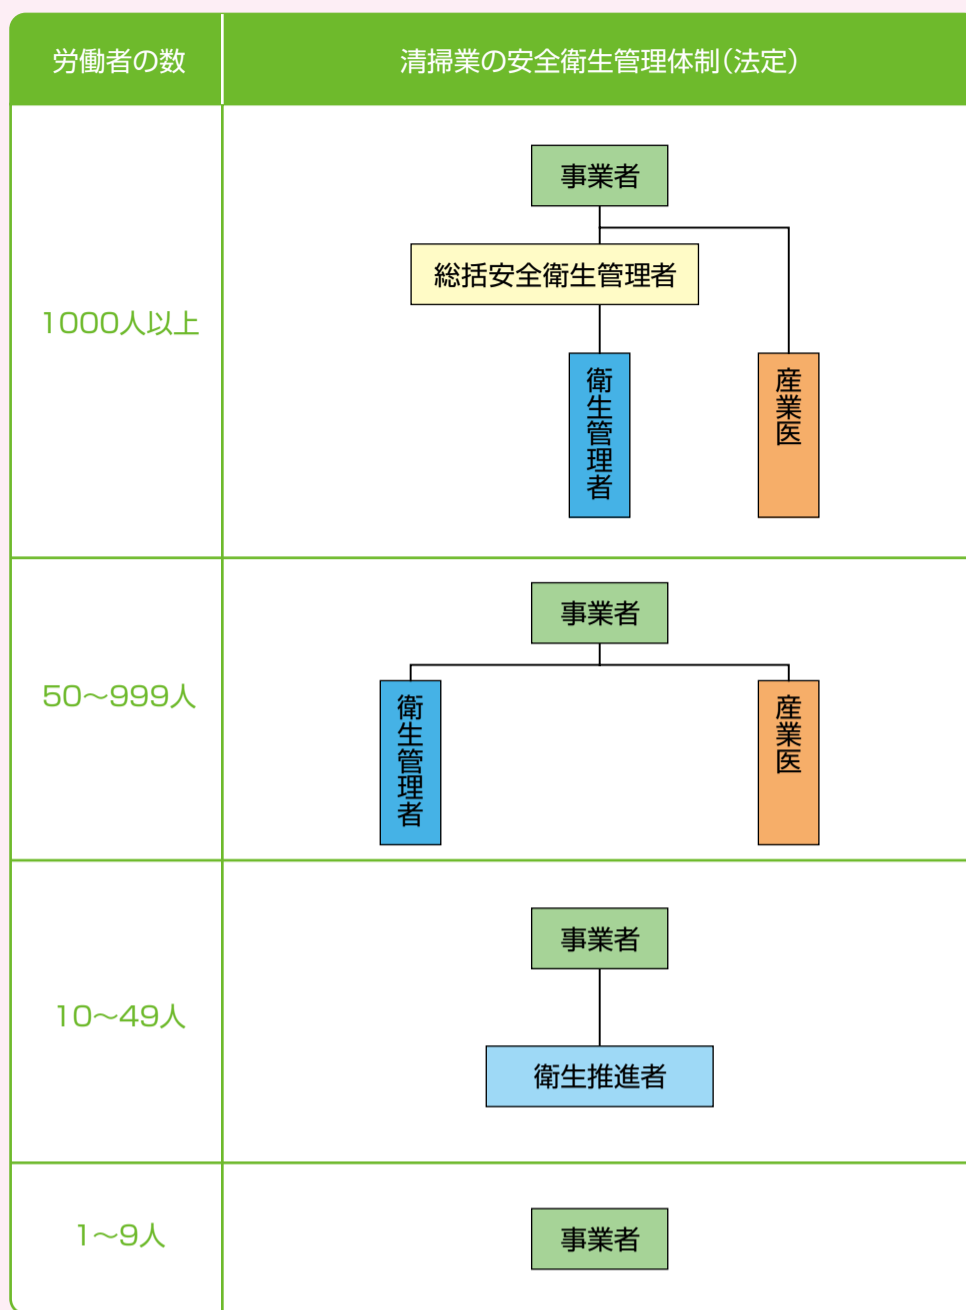 労働者の数
清掃業の安全衛生管理体制(法定)
1000人以上
事業者
総括安全衛生管理者
衛生管理者
産業医
50〜999人
事業者
衛生管理者
産業医
10〜49人
事業者
衛生推進者
1〜9人
事業者